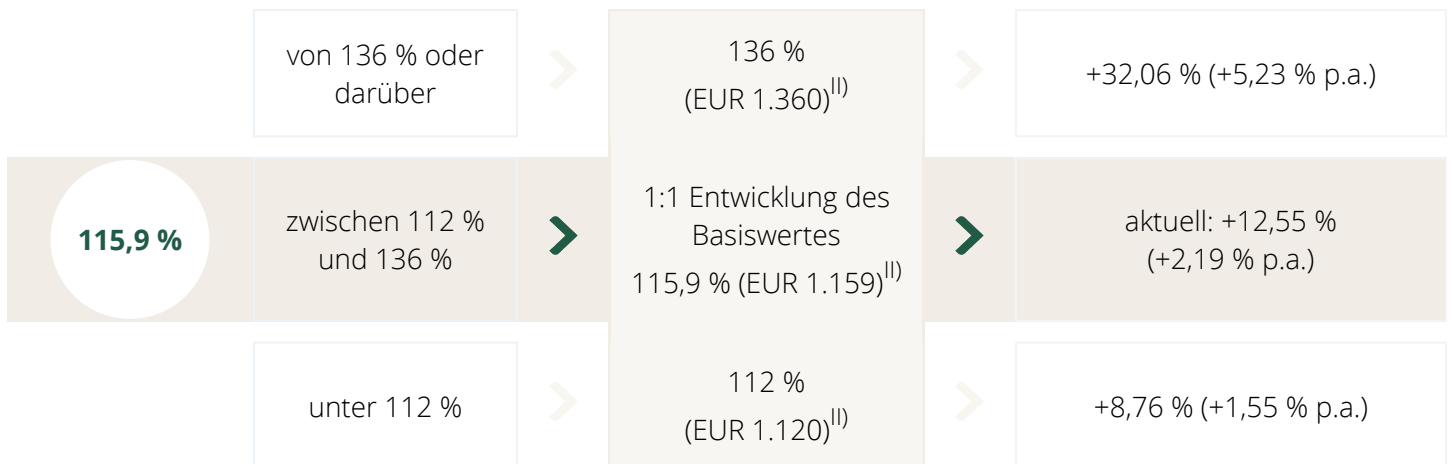 von 136 % oder
darüber
136 %
(EUR 1.360)II)
+32,06 % (+5,23 % p.a.)
115,9 %
zwischen 112 %
und 136 %
1:1 Entwicklung des
Basiswertes
115,9 % (EUR 1.159)II)
aktuell: +12,55 %
(+2,19 % p.a.)
unter 112 %
112 %
(EUR 1.120)II)
+8,76 % (+1,55 % p.a.)